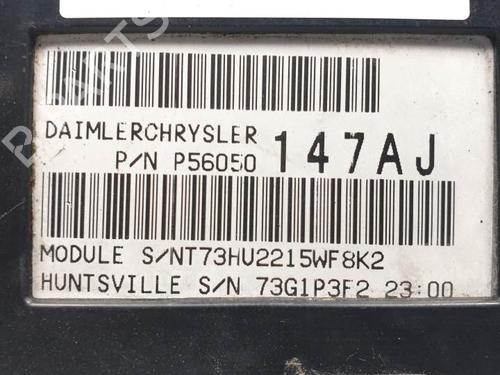 DAIMLERCHRYSLER
P/N P56050 147AJ
MODULE S/NT73HU2215WF8K2
HUNTSVILLE S/N 73G1P3F2 23:00